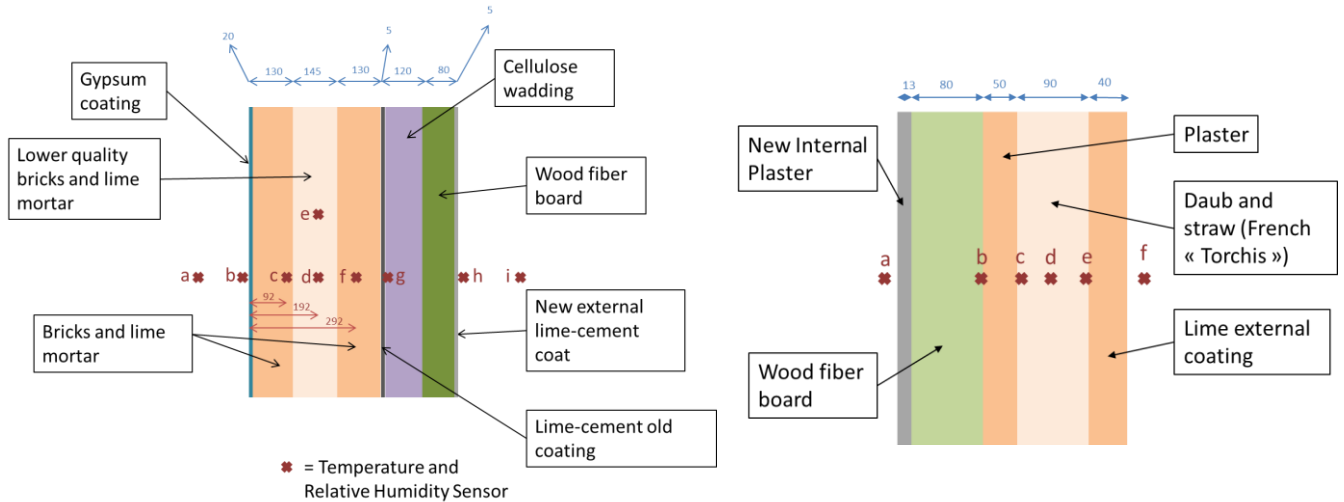 20
130
145
130
5
120
80
5
Gypsum
coating
Lower quality
bricks and lime
mortar
Cellulose
wadding
Wood fiber
board
e
a
b
c
d
f
g
h
i
92
192
292
Bricks and lime
mortar
New external
lime-cement
coat
Lime-cement old
coating
= Temperature and
Relative Humidity Sensor
13
80
50
90
40
New Internal
Plaster
Plaster
Daub and
straw (French
« Torchis »)
a
b
c
d
e
f
Wood fiber
board
Lime external
coating